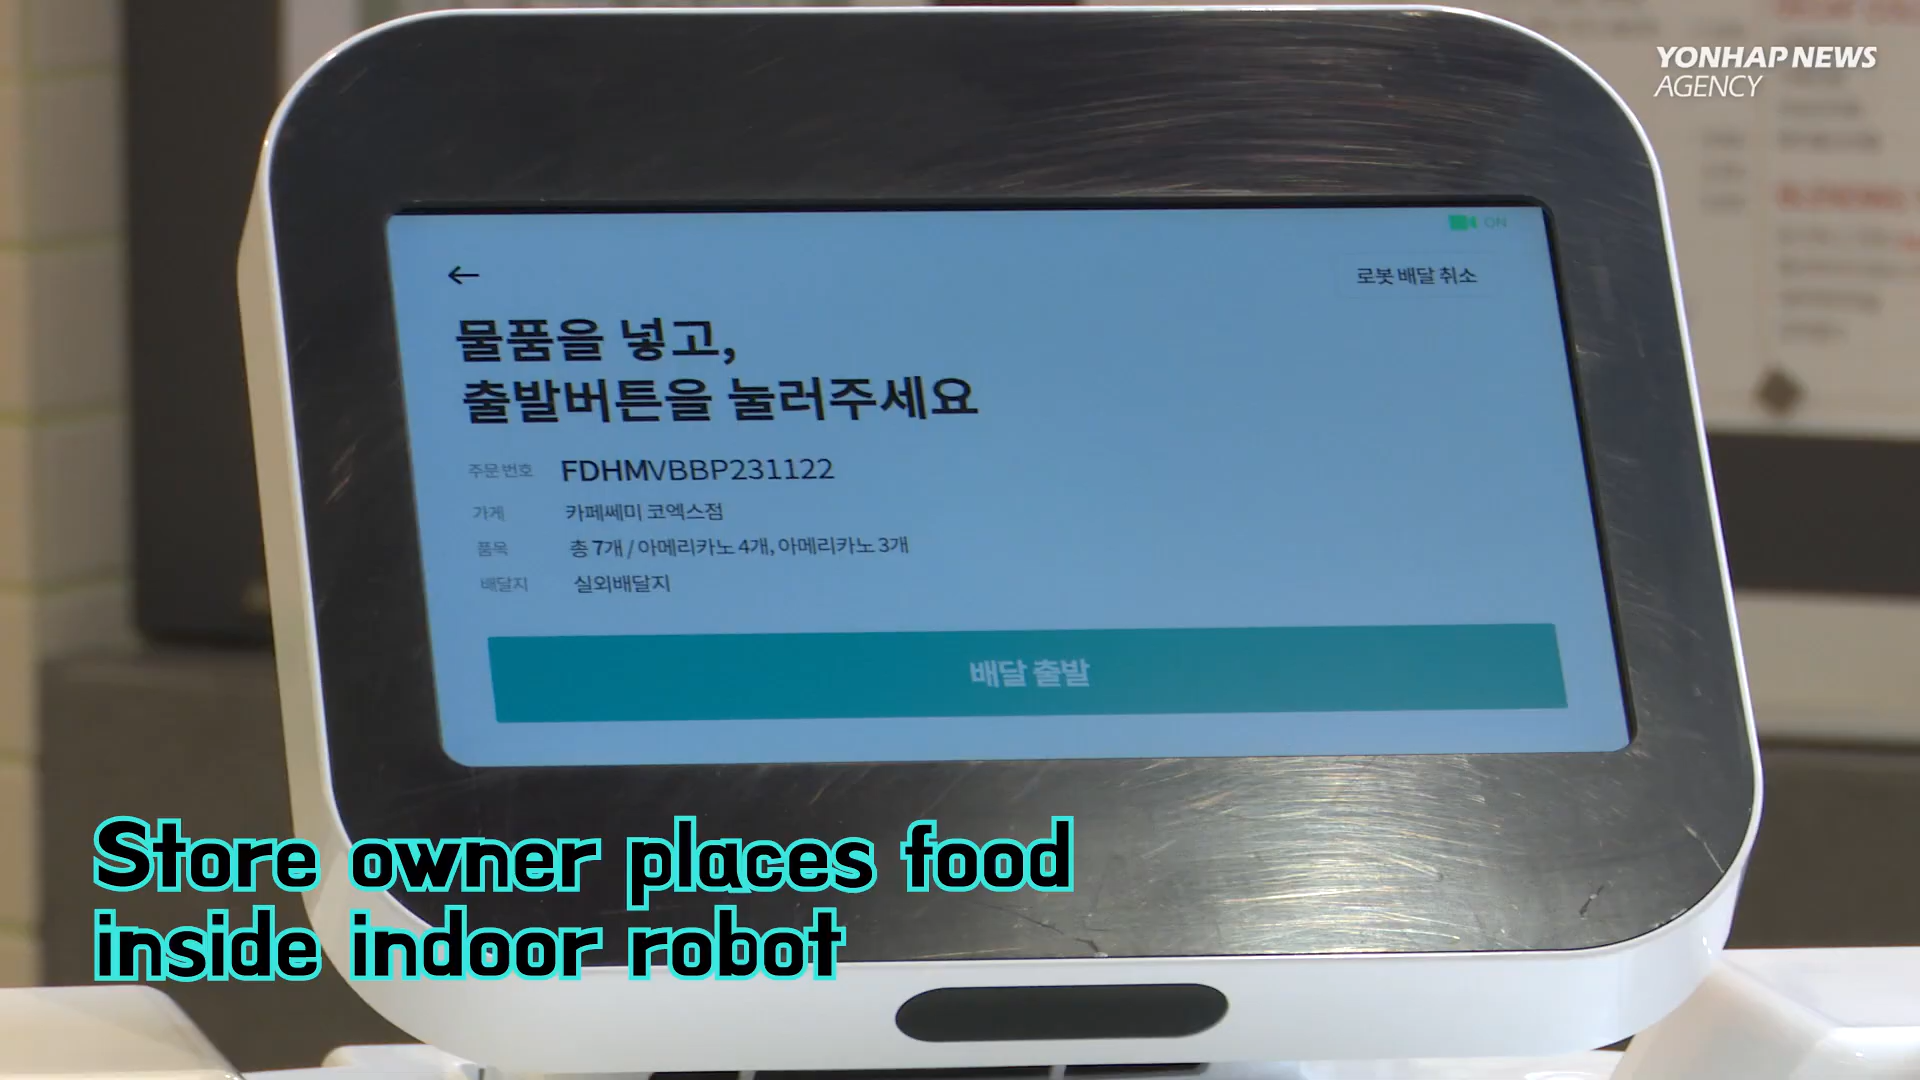 YONHAP NEWS
AGENCY
ON
로봇 배달 취소
물품을 넣고,
출발버튼을 눌러주세요
주문번호 FDHMVBBP231122
가게 카페쎄미 코엑스점
품목 총 7개 / 아메리카노 4개, 아메리카노 3개
배달지 실외배달지
배달 출발
Store owner places food
inside indoor robot